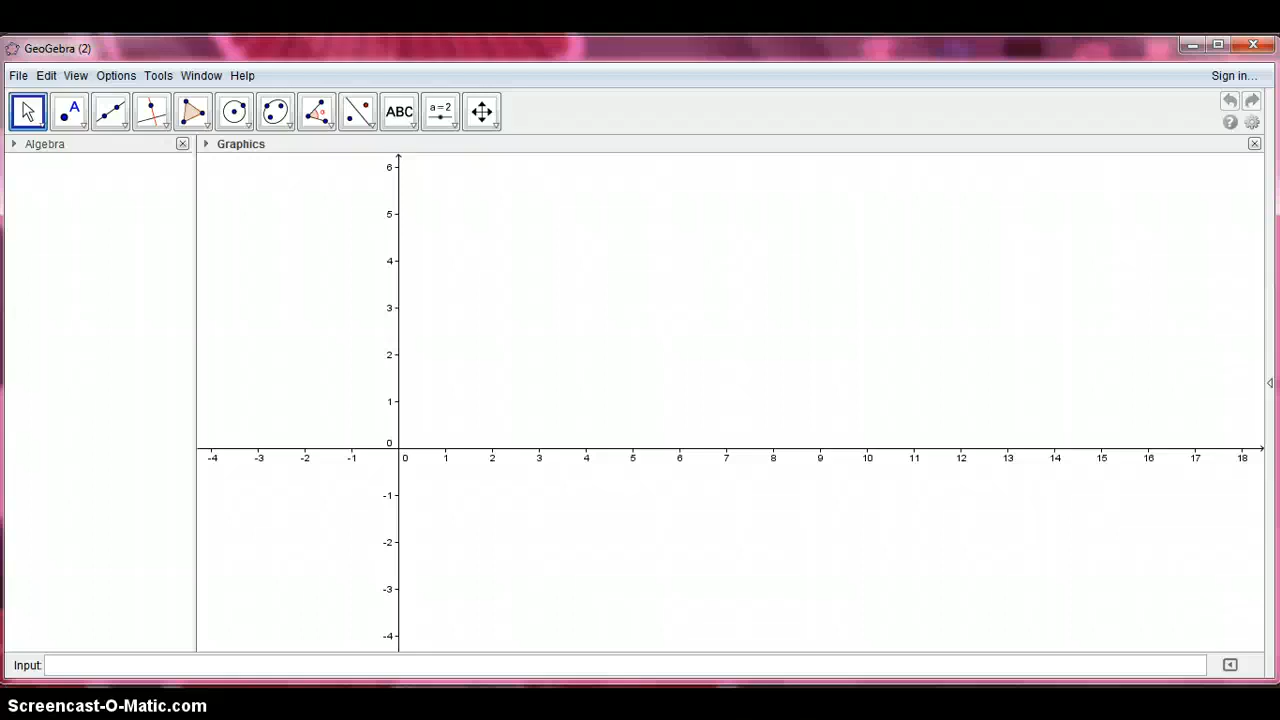 GeoGebra (2)
File Edit View Options Tools Window Help Sign in...
A ABC a=2
Algebra Graphics
6
5
4
3
2
1
0
-4 -3 -2 -1 0 1 2 3 4 5 6 7 8 9 10 11 12 13 14 15 16 17 18
-1
-2
-3
-4
Input:
Screencast-O-Matic.com